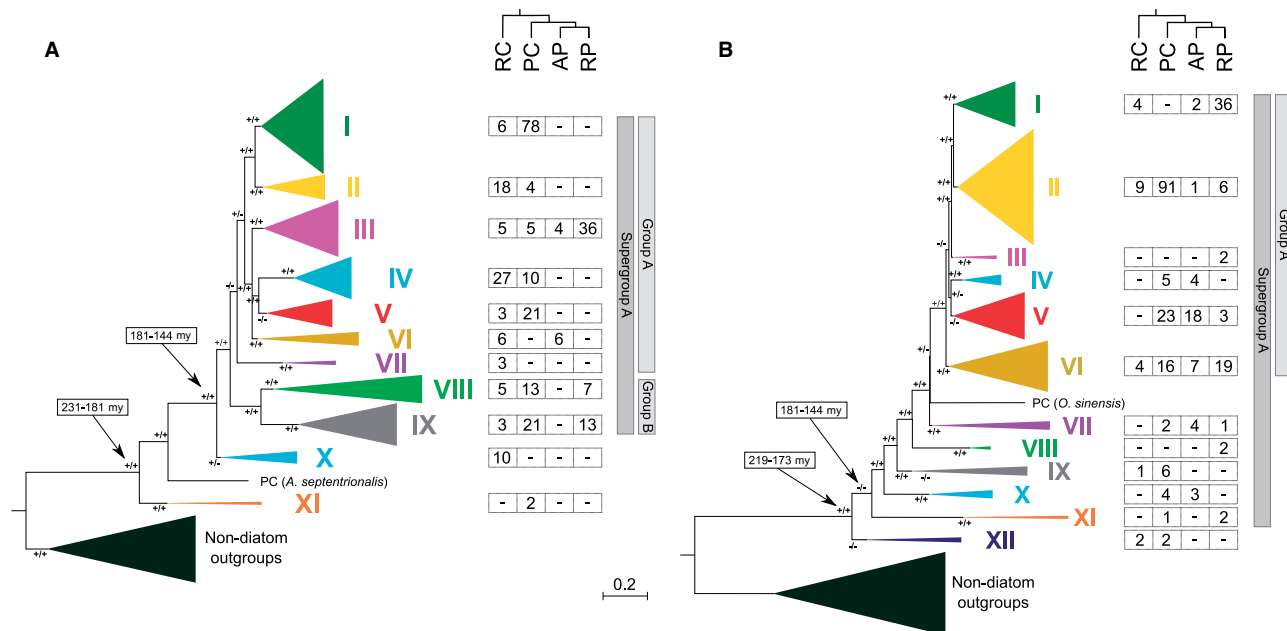 A
RC PC AP RP
I
6 78 - -
II
18 4 - -
III
5 5 4 36
IV
27 10 - -
V
3 21 - -
VI
6 - 6 -
VII
3 - - -
VIII
5 13 - 7
IX
3 21 - 13
X
10 - - -
PC (A. septentrionalis)
XI
- 2 - -
Non-diatom
outgroups
181-144 my
231-181 my
Supergroup A
Group A
Group B
+/+
+/+
+/+
+/+
+/-
+/+
+/+
+/+
+/+
-/-
+/+
-/-
+/+
+/+
+/+
+/+
+/+
+/-
+/+
+/+
+/+
+/+
0.2
B
RC PC AP RP
I
4 - 2 36
II
9 91 1 6
III
- - - 2
IV
- 5 4 -
V
- 23 18 3
VI
4 16 7 19
PC (O. sinensis)
VII
- 2 4 1
VIII
- - - 2
IX
1 6 - -
X
- 4 3 -
XI
- 1 - 2
XII
2 2 - -
Non-diatom
outgroups
181-144 my
219-173 my
Supergroup A
Group A
+/+
+/+
+/+
+/+
+/+
+/+
-/-
+/-
-/-
+/+
+/+
+/+
+/+
+/+
+/+
+/+
-/-
+/+
+/+
-/-
+/+
+/+
-/-
+/+